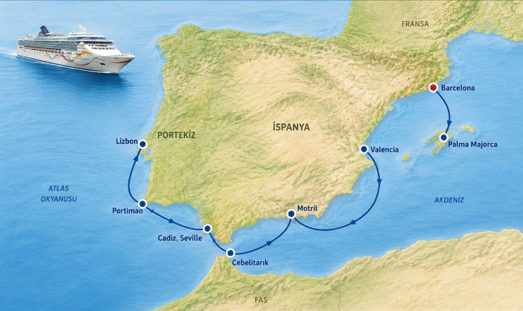 FRANSA
Barcelona
Palma Majorca
İSPANYA
PORTEKİZ
Lizbon
Valencia
ATLAS
OKYANUSU
AKDENİZ
Portimao
Motril
Cadiz, Seville
Cebelitarık
FAS